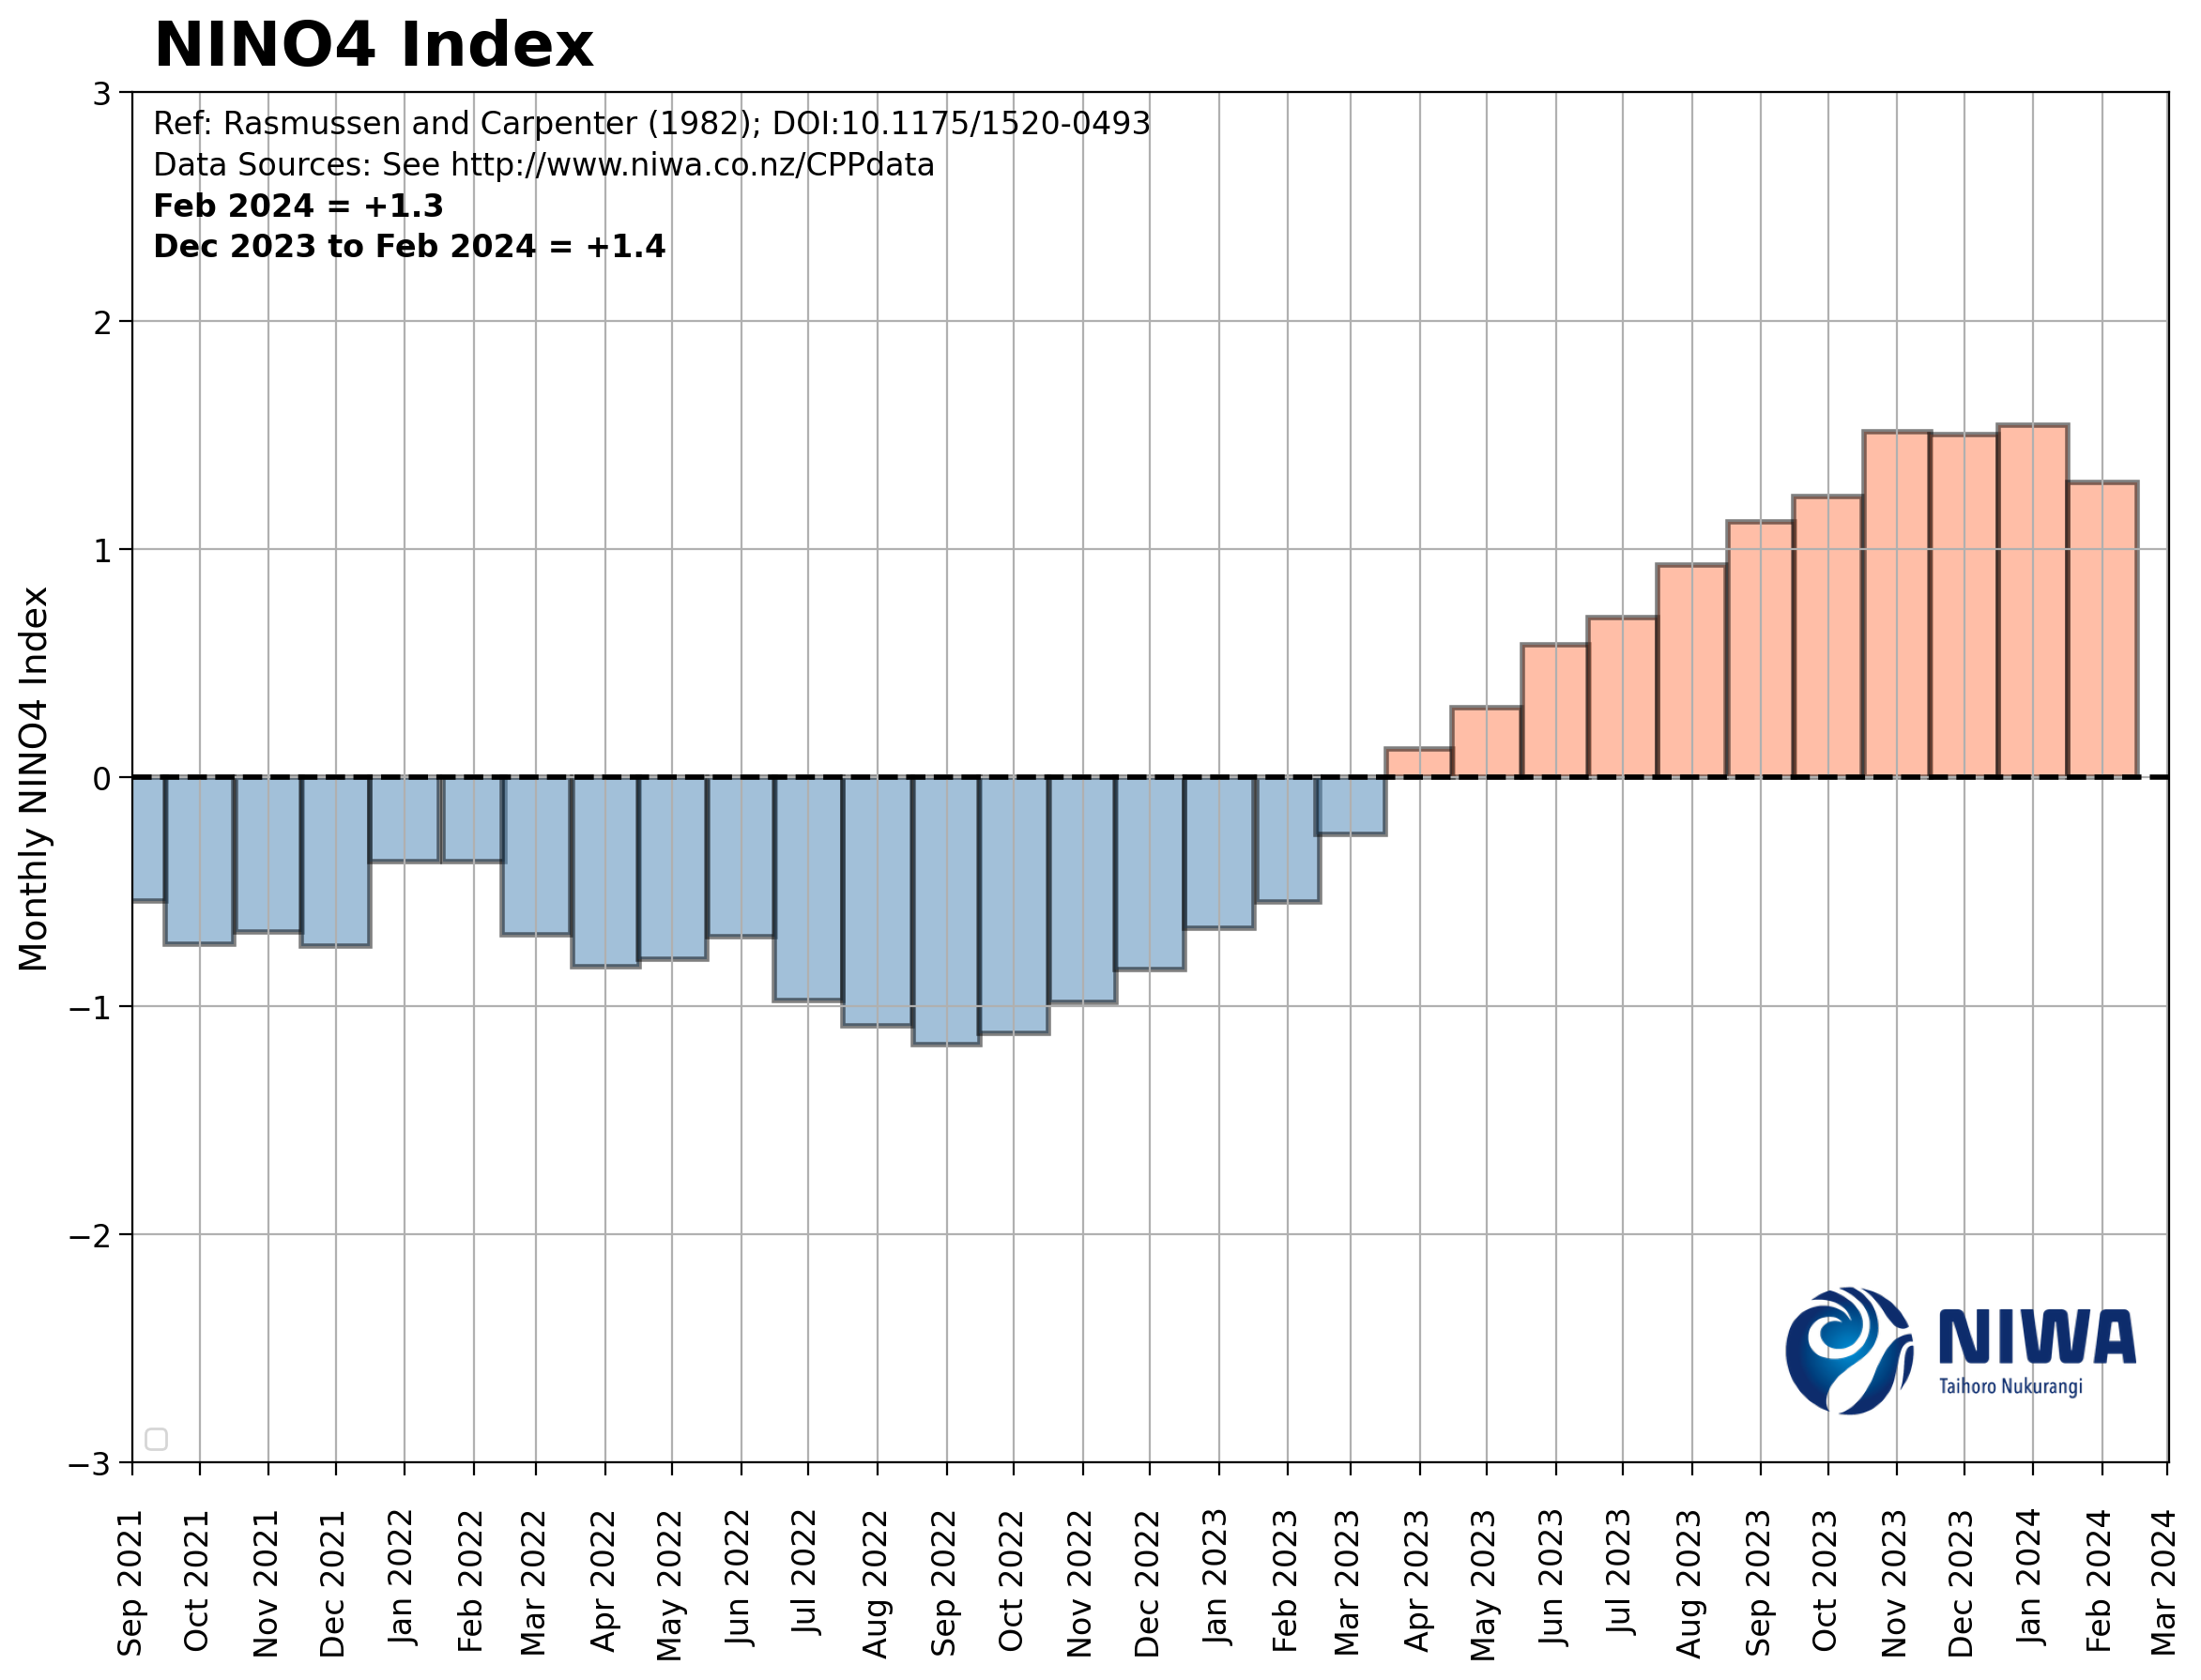 NINO4 Index
Ref: Rasmussen and Carpenter (1982); DOI:10.1175/1520-0493
Data Sources: See http://www.niwa.co.nz/CPPdata
Feb 2024 = +1.3
Dec 2023 to Feb 2024 = +1.4
Monthly NINO4 Index
3
2
1
0
−1
−2
−3
NIWA
Taihoro Nukurangi
Sep 2021
Oct 2021
Nov 2021
Dec 2021
Jan 2022
Feb 2022
Mar 2022
Apr 2022
May 2022
Jun 2022
Jul 2022
Aug 2022
Sep 2022
Oct 2022
Nov 2022
Dec 2022
Jan 2023
Feb 2023
Mar 2023
Apr 2023
May 2023
Jun 2023
Jul 2023
Aug 2023
Sep 2023
Oct 2023
Nov 2023
Dec 2023
Jan 2024
Feb 2024
Mar 2024